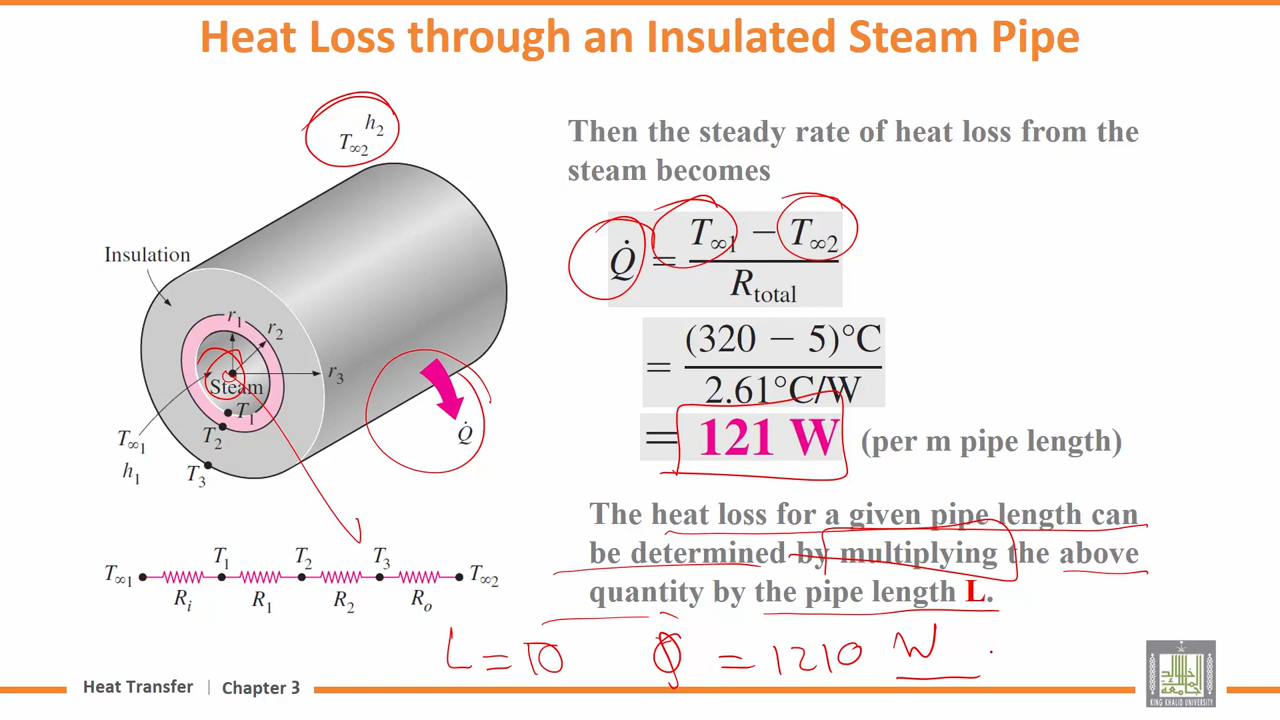 Heat Loss through an Insulated Steam Pipe
h2
T∞2
Insulation
r1
r2
r3
Steam
T1
T2
T3
T∞1
h1
Q̇
T∞1 T1 T2 T3 T∞2
Ri R1 R2 Ro
Then the steady rate of heat loss from the
steam becomes
Q̇ = T∞1 − T∞2 / Rtotal
= (320 − 5)°C / 2.61°C/W
= 121 W (per m pipe length)
The heat loss for a given pipe length can
be determined by multiplying the above
quantity by the pipe length L.
L = 10 Q̇ = 1210 W
Heat Transfer | Chapter 3
KING KHALID UNIVERSITY